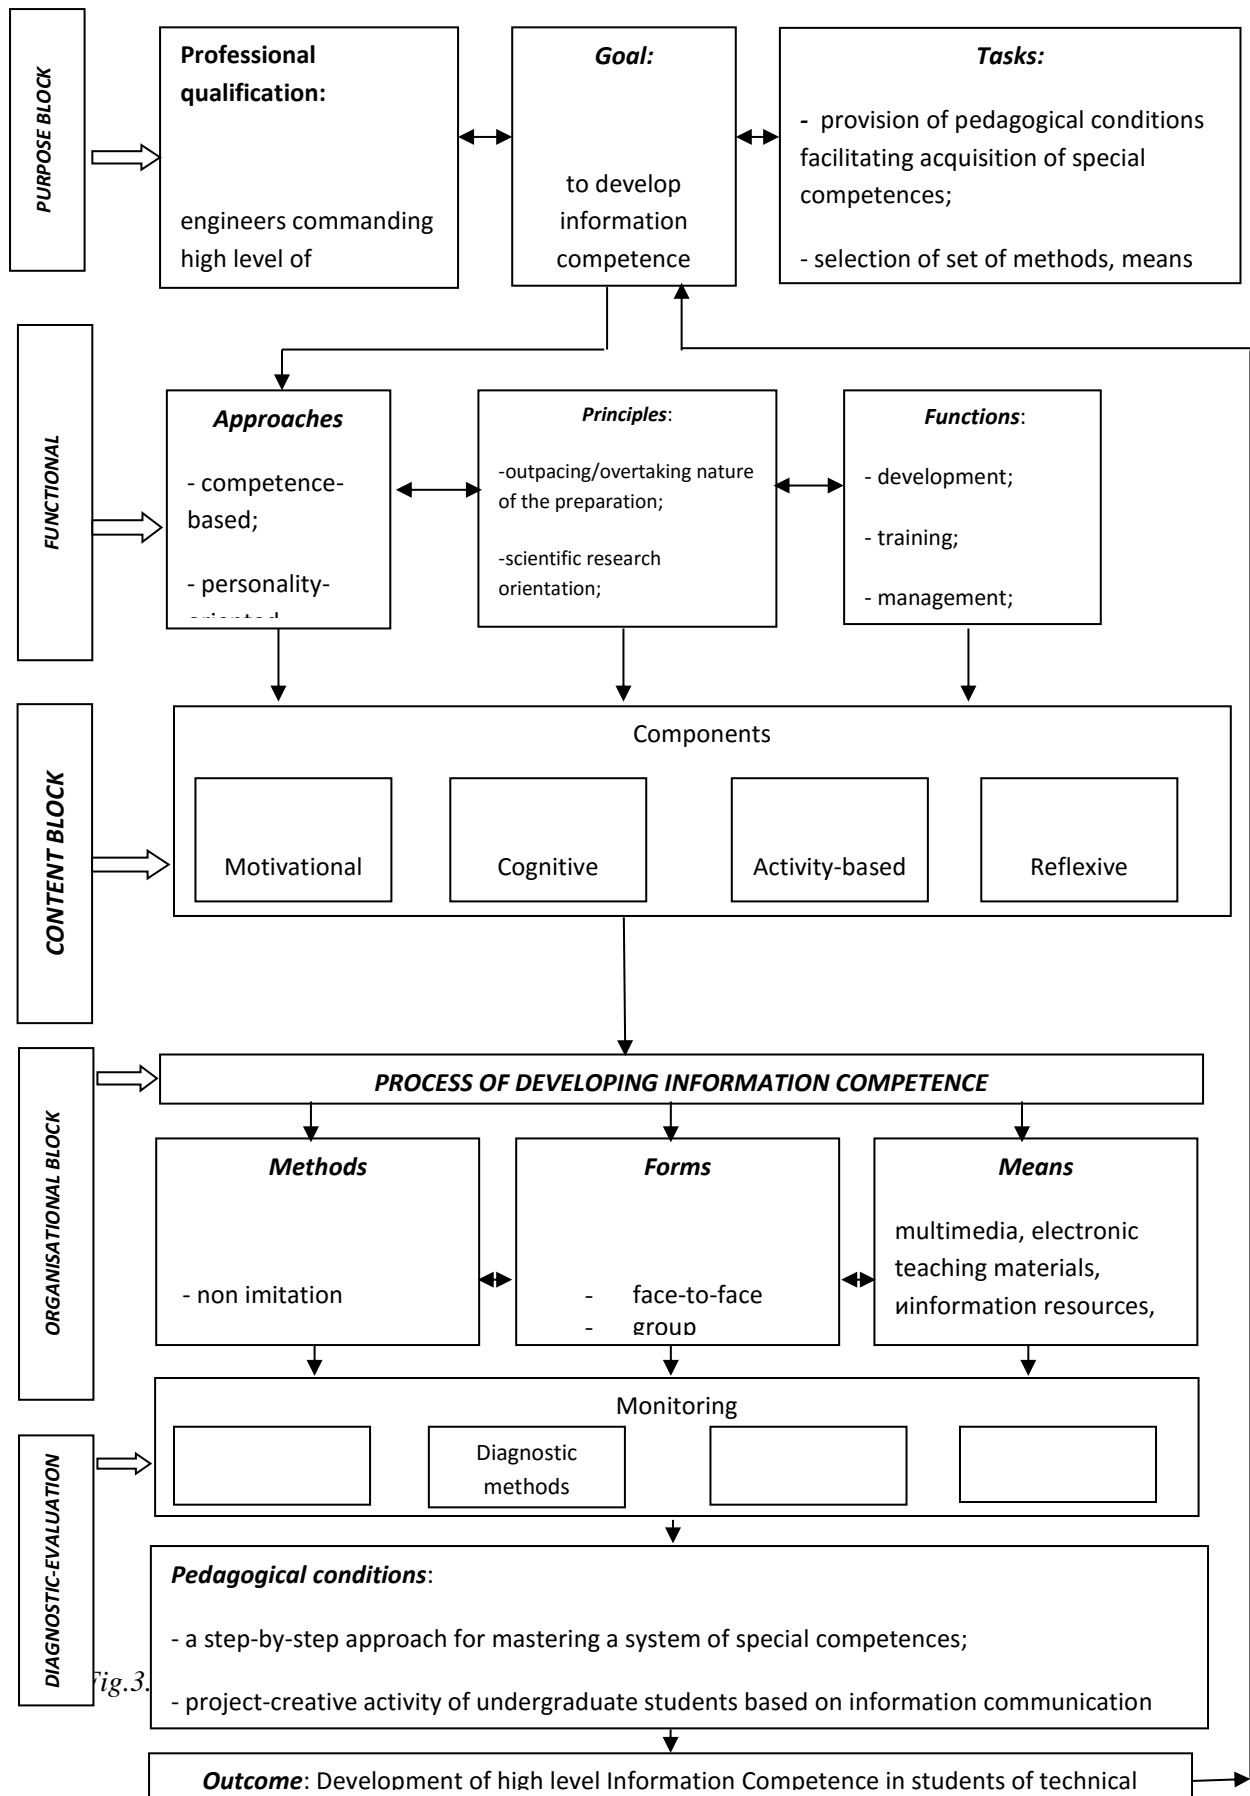 PURPOSE BLOCK
Professional
qualification:
engineers commanding
high level of
Goal:
to develop
information
competence
Tasks:
- provision of pedagogical conditions
facilitating acquisition of special
competences;
- selection of set of methods, means
FUNCTIONAL
Approaches
- competence-
based;
- personality-
oriented
Principles:
-outpacing/overtaking nature
of the preparation;
-scientific research
orientation;
Functions:
- development;
- training;
- management;
CONTENT BLOCK
Components
Motivational
Cognitive
Activity-based
Reflexive
ORGANISATIONAL BLOCK
PROCESS OF DEVELOPING INFORMATION COMPETENCE
Methods
- non imitation
Forms
- face-to-face
- group
Means
multimedia, electronic
teaching materials,
иinformation resources,
DIAGNOSTIC-EVALUATION
Monitoring
Diagnostic
methods
Pedagogical conditions:
- a step-by-step approach for mastering a system of special competences;
- project-creative activity of undergraduate students based on information communication
Fig.3.
Outcome: Development of high level Information Competence in students of technical